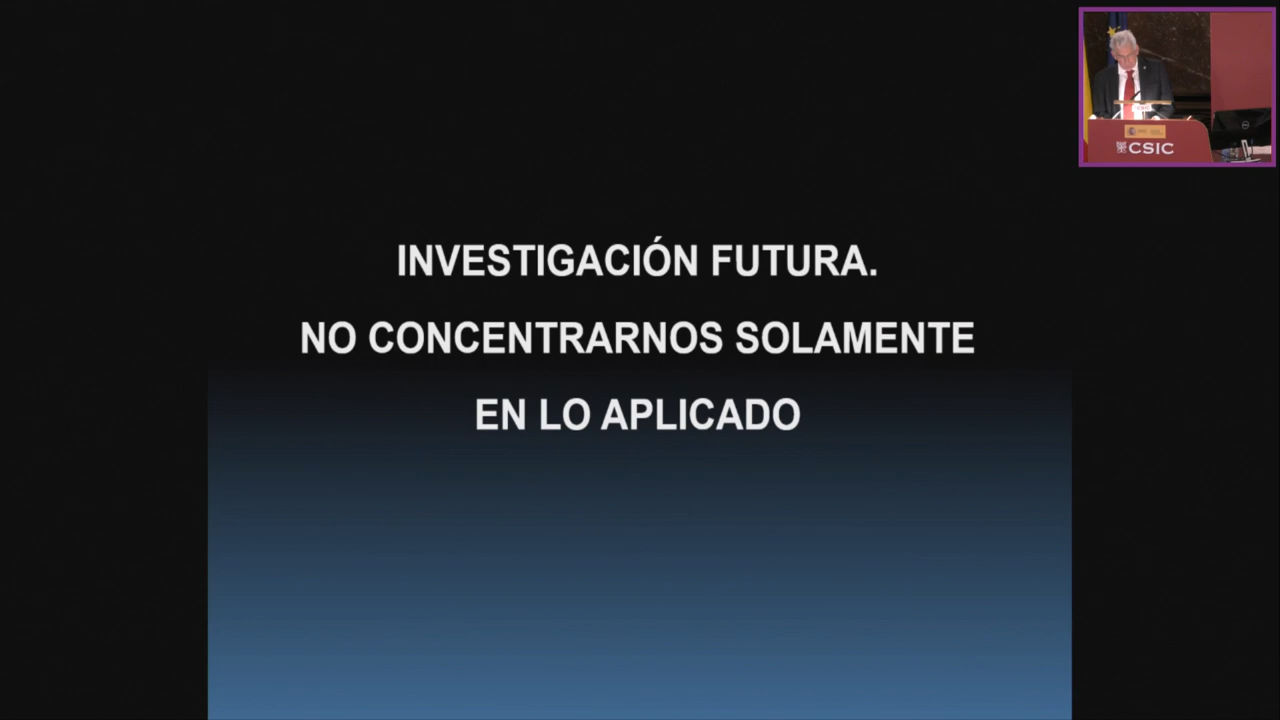 INVESTIGACIÓN FUTURA.
NO CONCENTRARNOS SOLAMENTE
EN LO APLICADO
CSIC